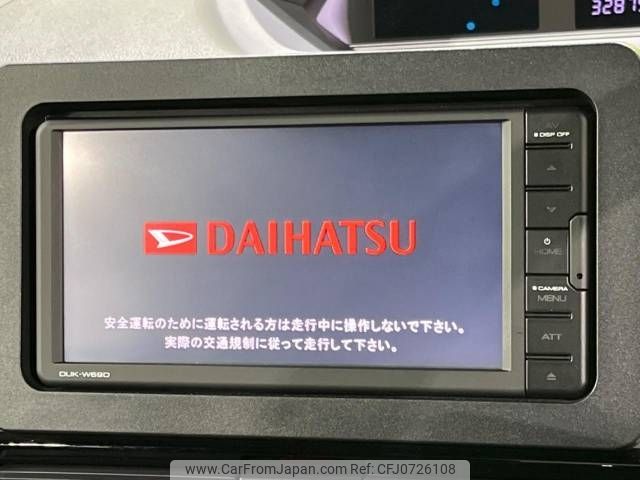 3287
AV
DISP OFF
DAIHATSU
HOME
CAMERA
MENU
安全運転のために運転される方は走行中に操作しないで下さい。
実際の交通規制に従って走行して下さい。
ATT
DUK-W69D
www.CarFromJapan.com ID:CFJ0726108